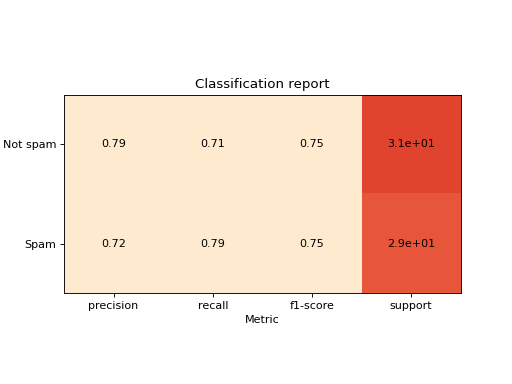 Classification report
Not spam 0.79 0.71 0.75 3.1e+01
Spam 0.72 0.79 0.75 2.9e+01
precision recall f1-score support
Metric